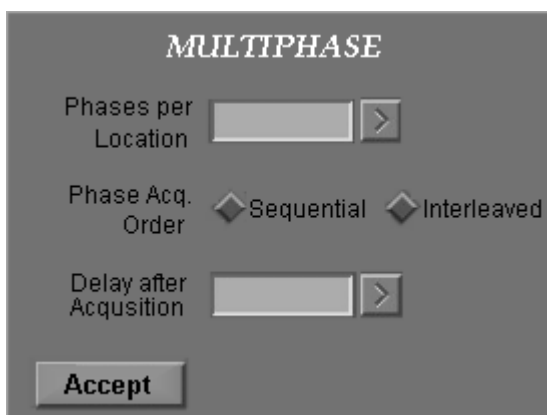 MULTIPHASE
Phases per
Location
>
Phase Acq.
Order
Sequential
Interleaved
Delay after
Acqusition
>
Accept